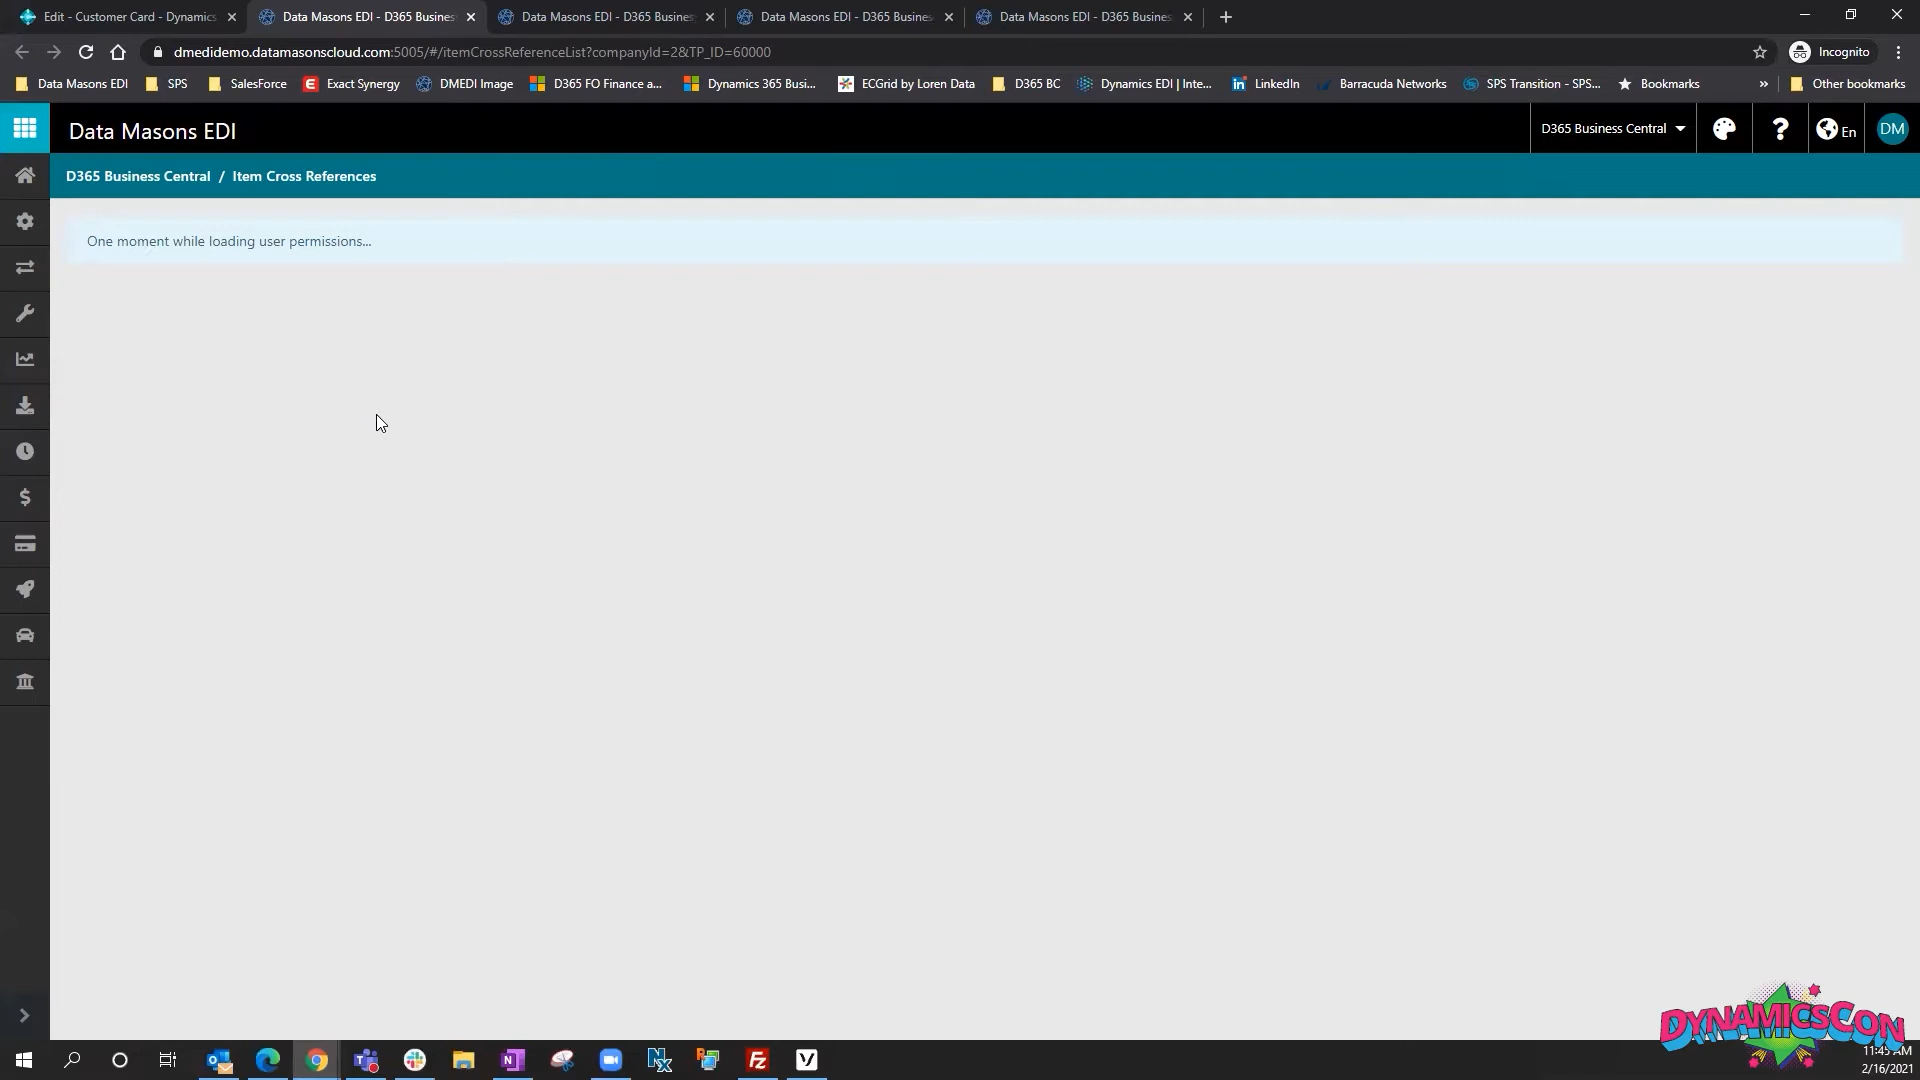 Edit - Customer Card - Dynamics
Data Masons EDI - D365 Business
Data Masons EDI - D365 Busines
Data Masons EDI - D365 Busines
Data Masons EDI - D365 Busines
dmedidemo.datamasonscloud.com:5005/#/itemCrossReferenceList?companyId=2&TP_ID=60000
Incognito
Data Masons EDI
SPS
SalesForce
Exact Synergy
DMEDI Image
D365 FO Finance a...
Dynamics 365 Busi...
ECGrid by Loren Data
D365 BC
Dynamics EDI | Inte...
LinkedIn
Barracuda Networks
SPS Transition - SPS...
Bookmarks
»
Other bookmarks
Data Masons EDI
D365 Business Central
?
En
DM
D365 Business Central / Item Cross References
One moment while loading user permissions...
DYNAMICSCON
11:45 AM
2/16/2021